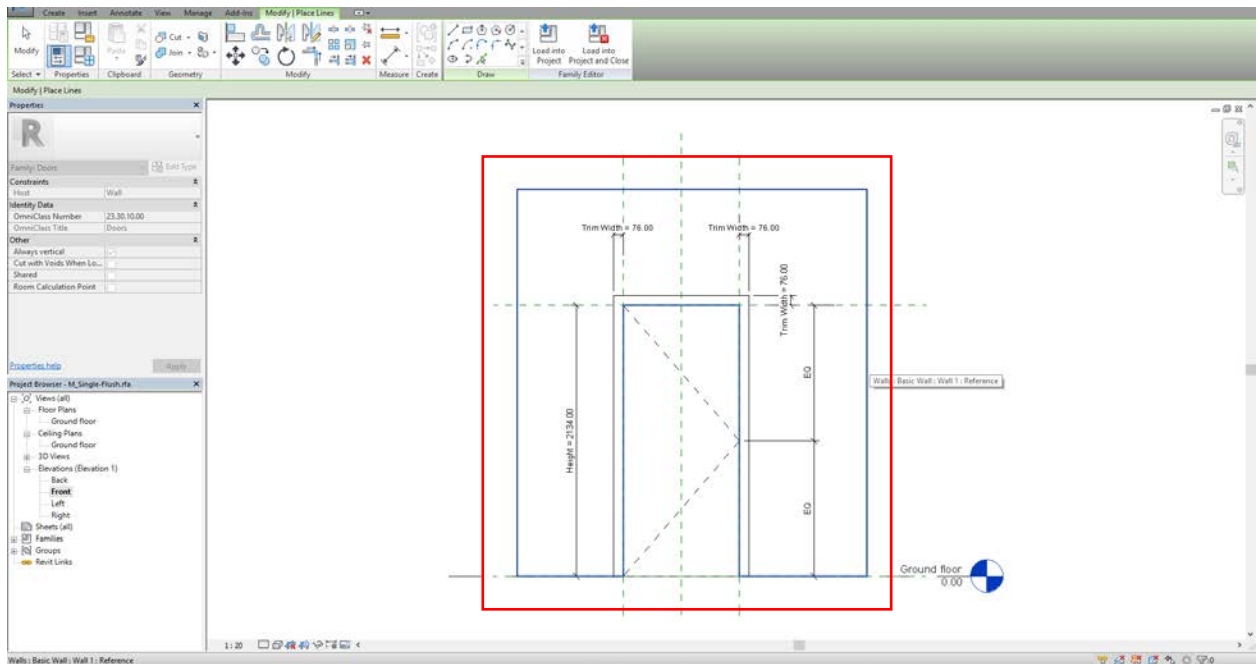 Create Insert Annotate View Manage Add-Ins Modify | Place Lines
Modify
Paste
Cut
Join
Load into Project
Load into Project and Close
Select Properties Clipboard Geometry Modify Measure Create Draw Family Editor
Modify | Place Lines
Properties
R
Family: Doors
Edit Type
Constraints
Host Wall
Identity Data
OmniClass Number 23.30.10.00
OmniClass Title Doors
Other
Always vertical
Cut with Voids When Lo...
Shared
Room Calculation Point
Properties help
Apply
Project Browser - M_Single-Flush.rfa
Views (all)
Floor Plans
Ground floor
Ceiling Plans
Ground floor
3D Views
Elevations (Elevation 1)
Back
Front
Left
Right
Sheets (all)
Families
Groups
Revit Links
Trim Width = 76.00
Trim Width = 76.00
Trim Width = 76.00
EQ
Height = 2134.00
EQ
Walls : Basic Wall : Wall 1 : Reference
Ground floor
0.00
1 : 20
Walls : Basic Wall : Wall 1 : Reference
:0